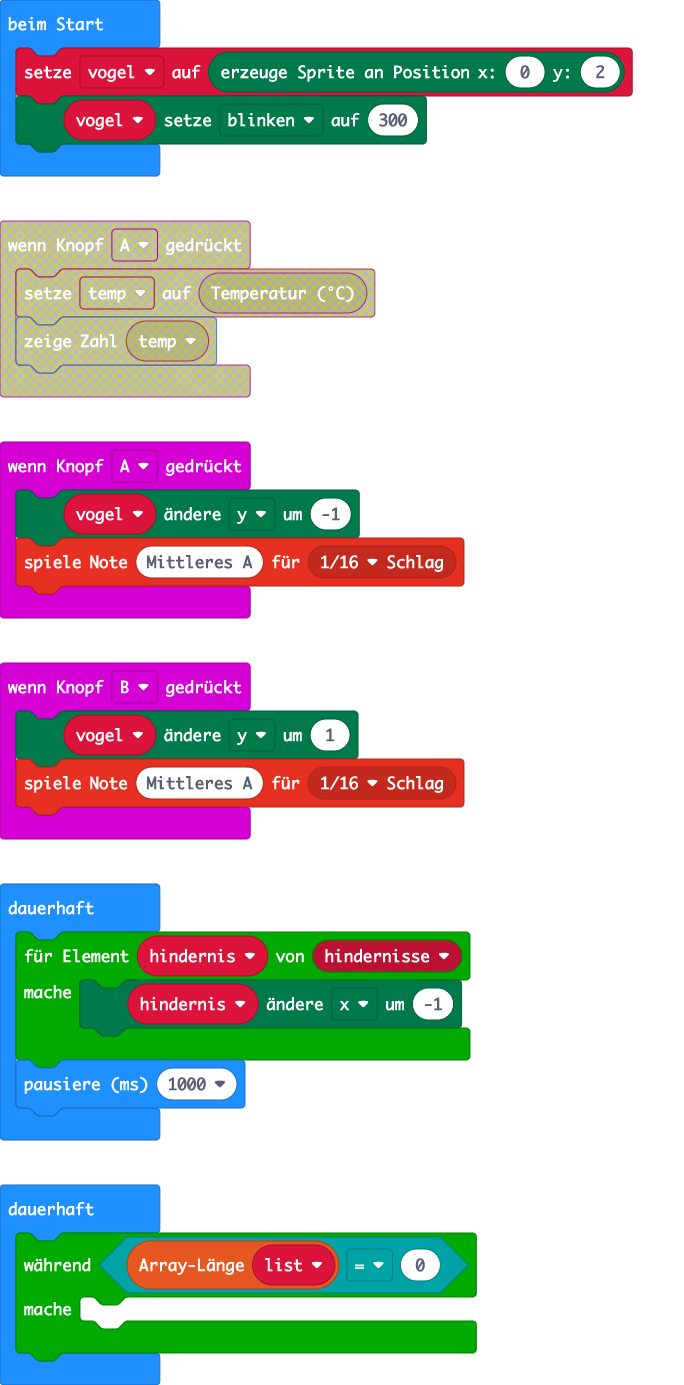 beim Start
setze vogel auf erzeuge Sprite an Position x: 0 y: 2
vogel setze blinken auf 300
wenn Knopf A gedrückt
setze temp auf Temperatur (°C)
zeige Zahl temp
wenn Knopf A gedrückt
vogel ändere y um -1
spiele Note Mittleres A für 1/16 Schlag
wenn Knopf B gedrückt
vogel ändere y um 1
spiele Note Mittleres A für 1/16 Schlag
dauerhaft
für Element hindernis von hindernisse
mache hindernis ändere x um -1
pausiere (ms) 1000
dauerhaft
während Array-Länge list = 0
mache